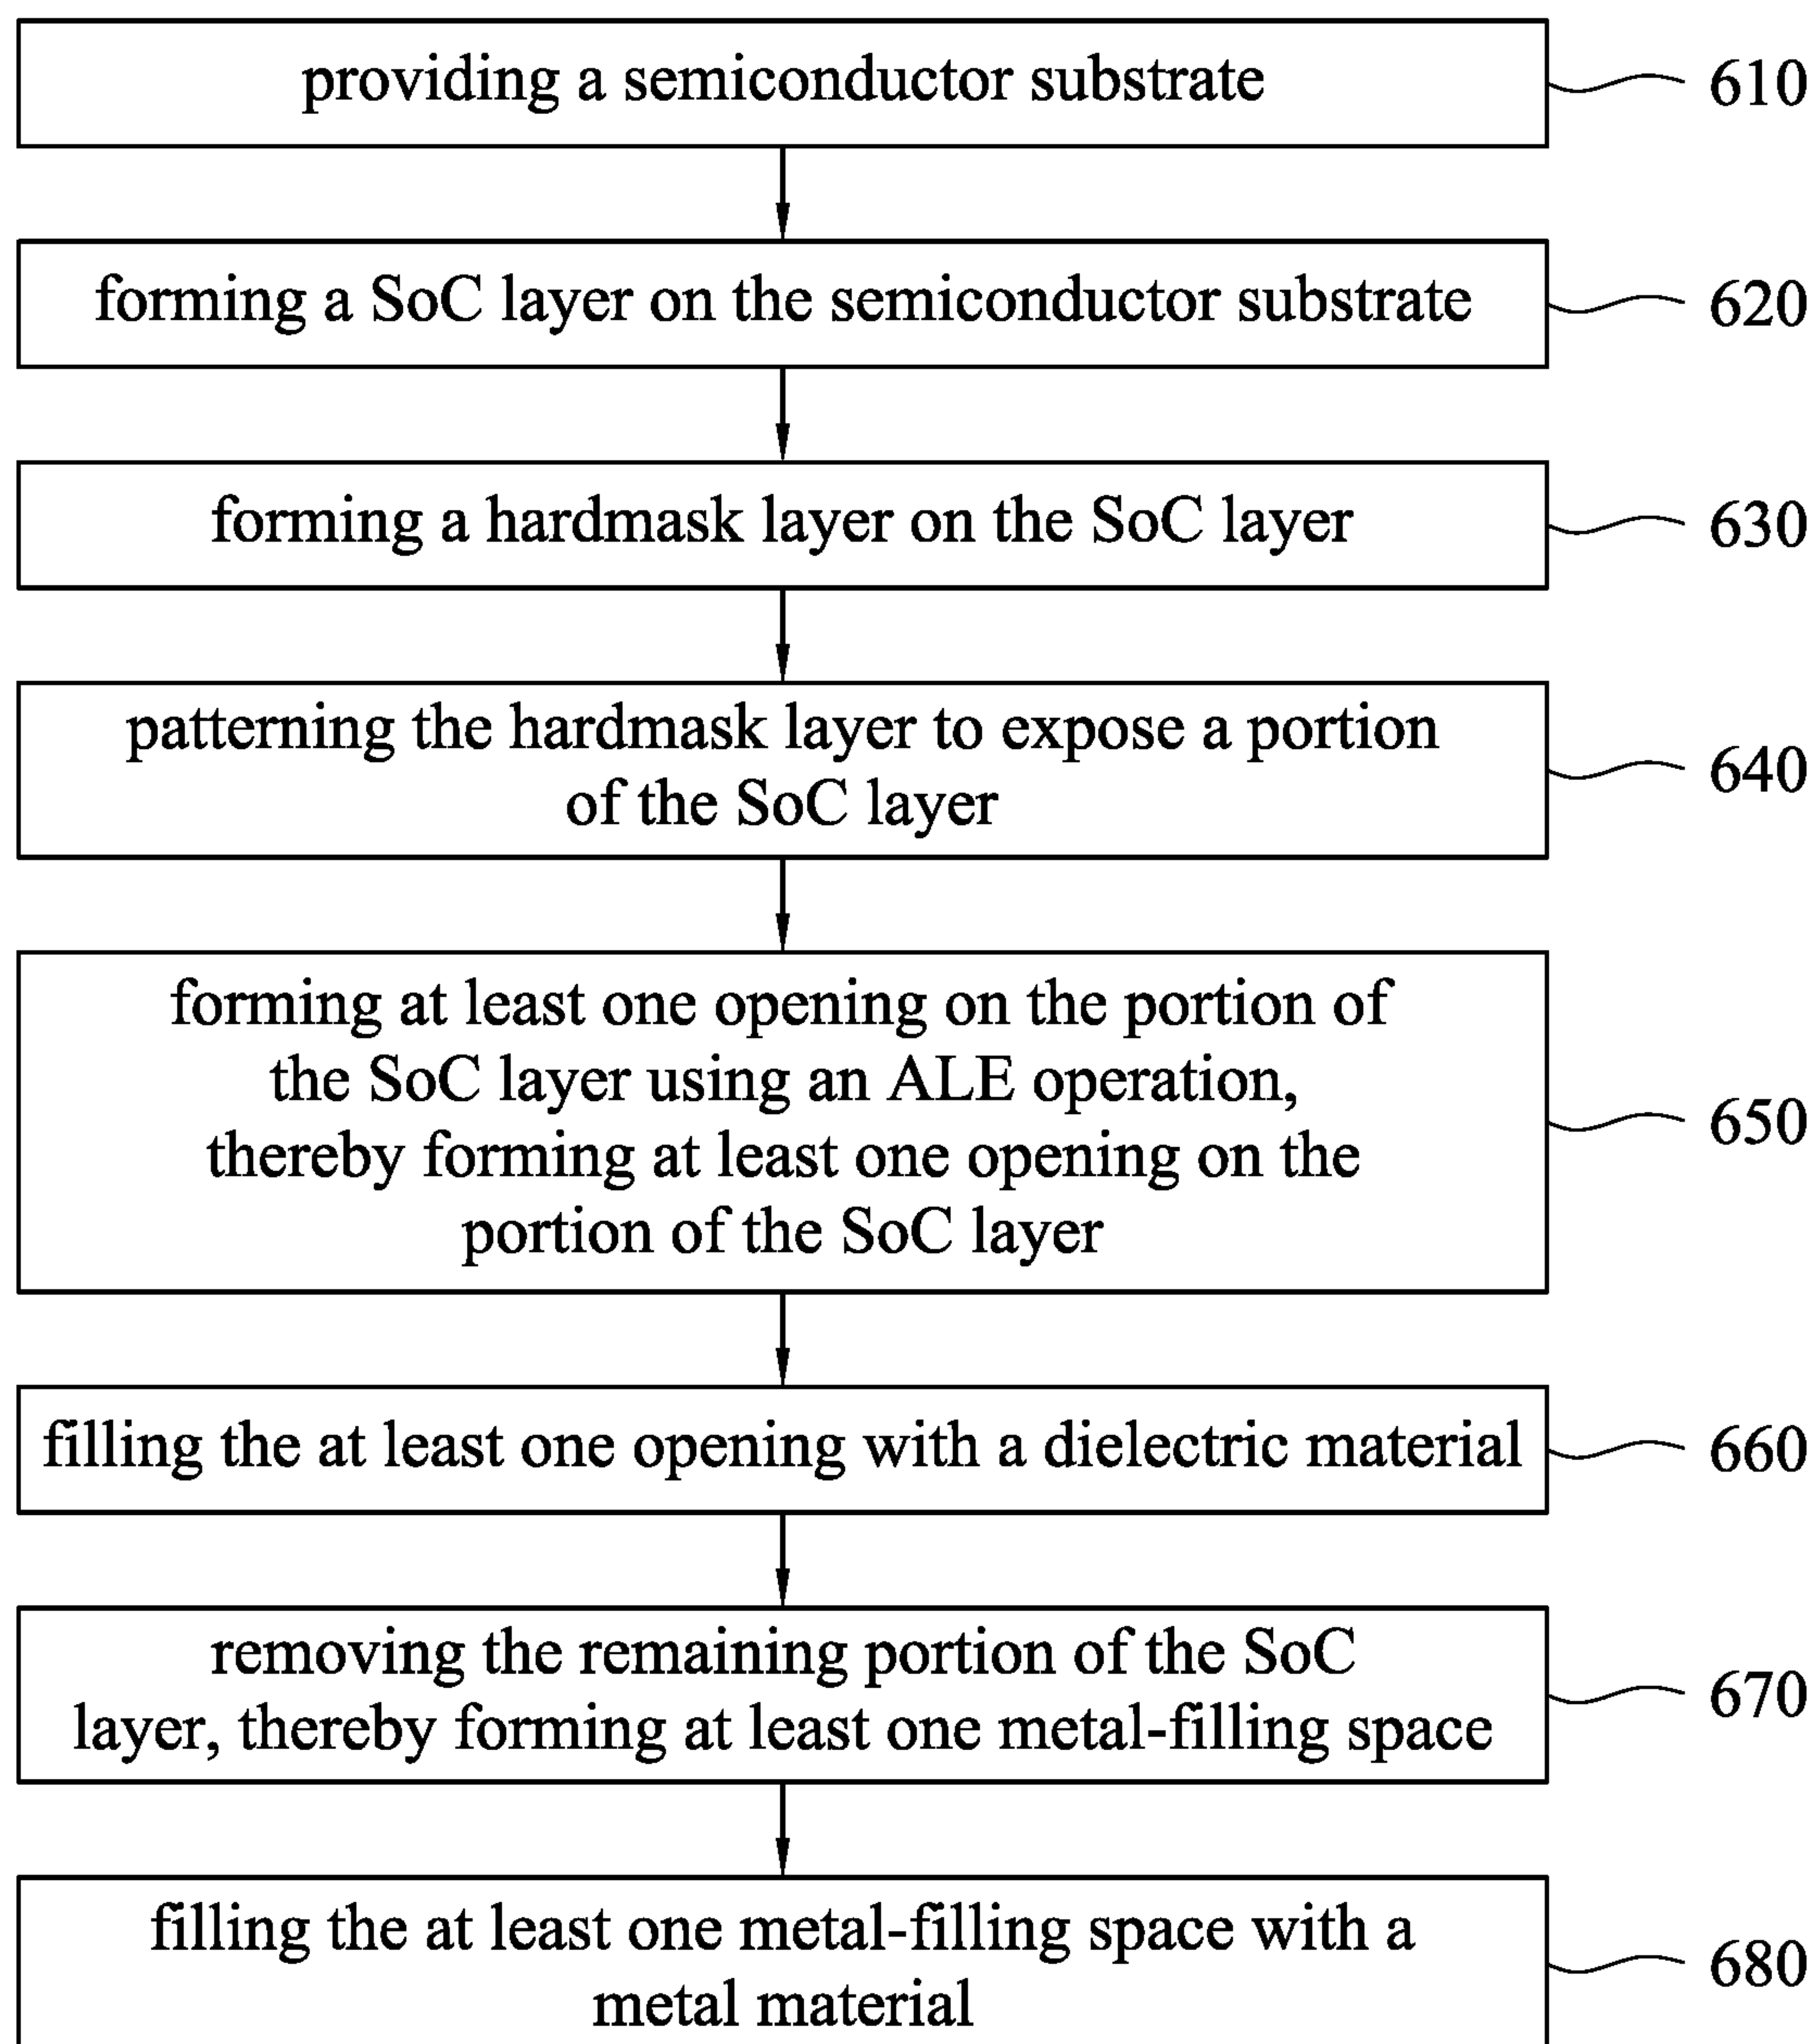 providing a semiconductor substrate
610
forming a SoC layer on the semiconductor substrate
620
forming a hardmask layer on the SoC layer
630
patterning the hardmask layer to expose a portion
of the SoC layer
640
forming at least one opening on the portion of
the SoC layer using an ALE operation,
thereby forming at least one opening on the
portion of the SoC layer
650
filling the at least one opening with a dielectric material
660
removing the remaining portion of the SoC
layer, thereby forming at least one metal-filling space
670
filling the at least one metal-filling space with a
metal material
680